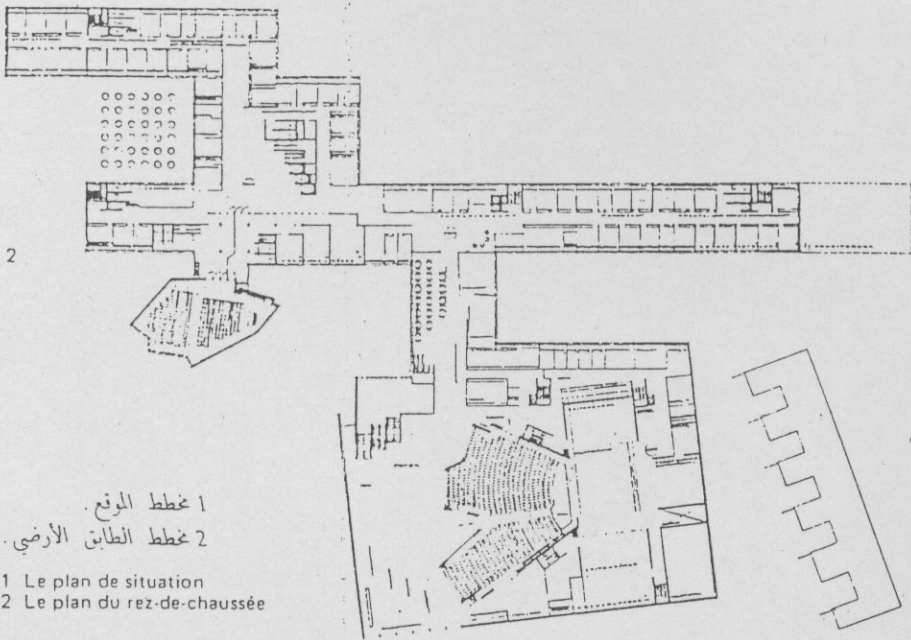 2
1 مخطط الموقع.
2 مخطط الطابق الأرضي.
1 Le plan de situation
2 Le plan du rez-de-chaussée